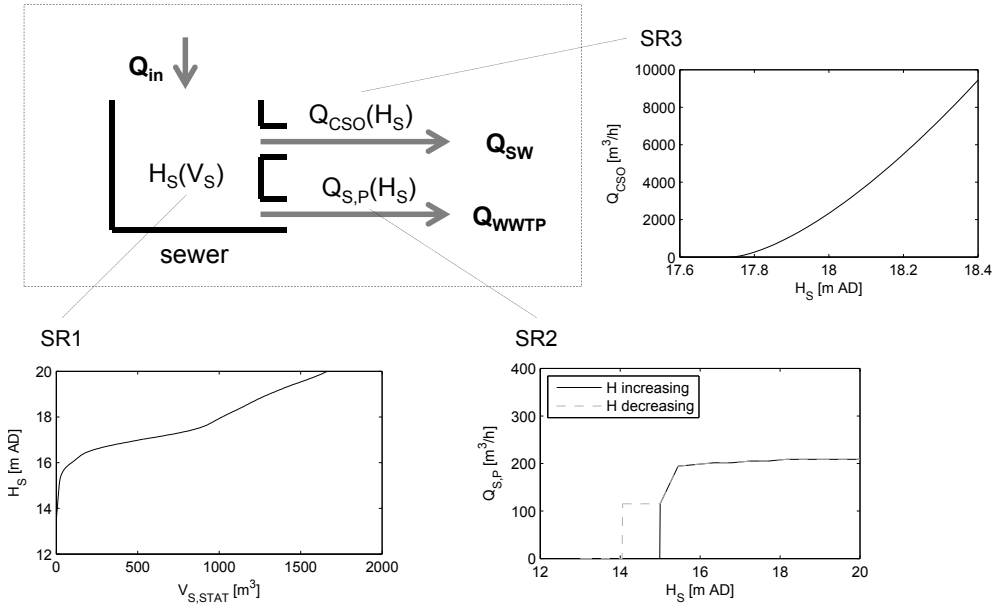 SR3
Q_in
Q_CSO(H_S)
Q_SW
H_S(V_S)
Q_S,P(H_S)
Q_WWTP
sewer
10000
8000
6000
4000
2000
0
Q_CSO [m³/h]
17.6 17.8 18 18.2 18.4
H_S [m AD]
SR1
20
18
16
14
12
H_S [m AD]
0 500 1000 1500 2000
V_S,STAT [m³]
SR2
400
300
200
100
0
Q_S,P [m³/h]
H increasing
H decreasing
12 14 16 18 20
H_S [m AD]